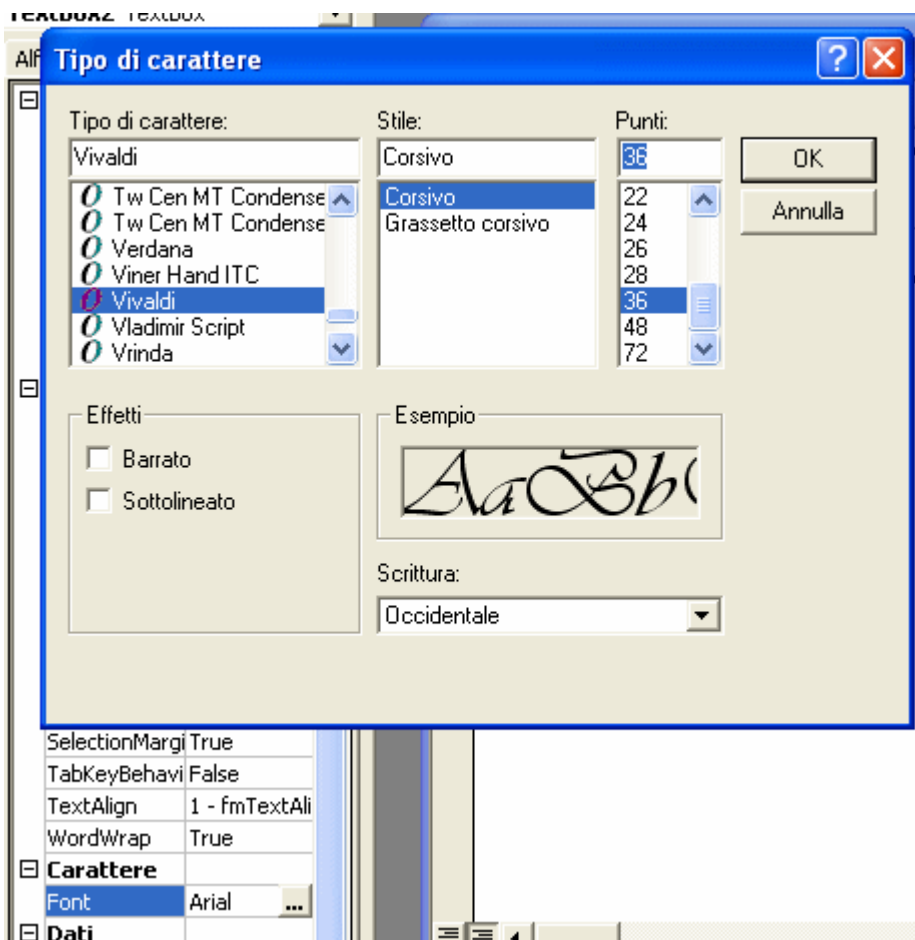 TextBox2 TextBox
Alf
Tipo di carattere
Tipo di carattere:
Stile:
Punti:
Vivaldi
Corsivo
36
OK
Annulla
Tw Cen MT Condense
Tw Cen MT Condense
Verdana
Viner Hand ITC
Vivaldi
Vladimir Script
Vrinda
Corsivo
Grassetto corsivo
22
24
26
28
36
48
72
Effetti
Barrato
Sottolineato
Esempio
AaBb
Scrittura:
Occidentale
SelectionMargi True
TabKeyBehavi False
TextAlign 1 - fmTextAli
WordWrap True
Carattere
Font Arial ...
Dati